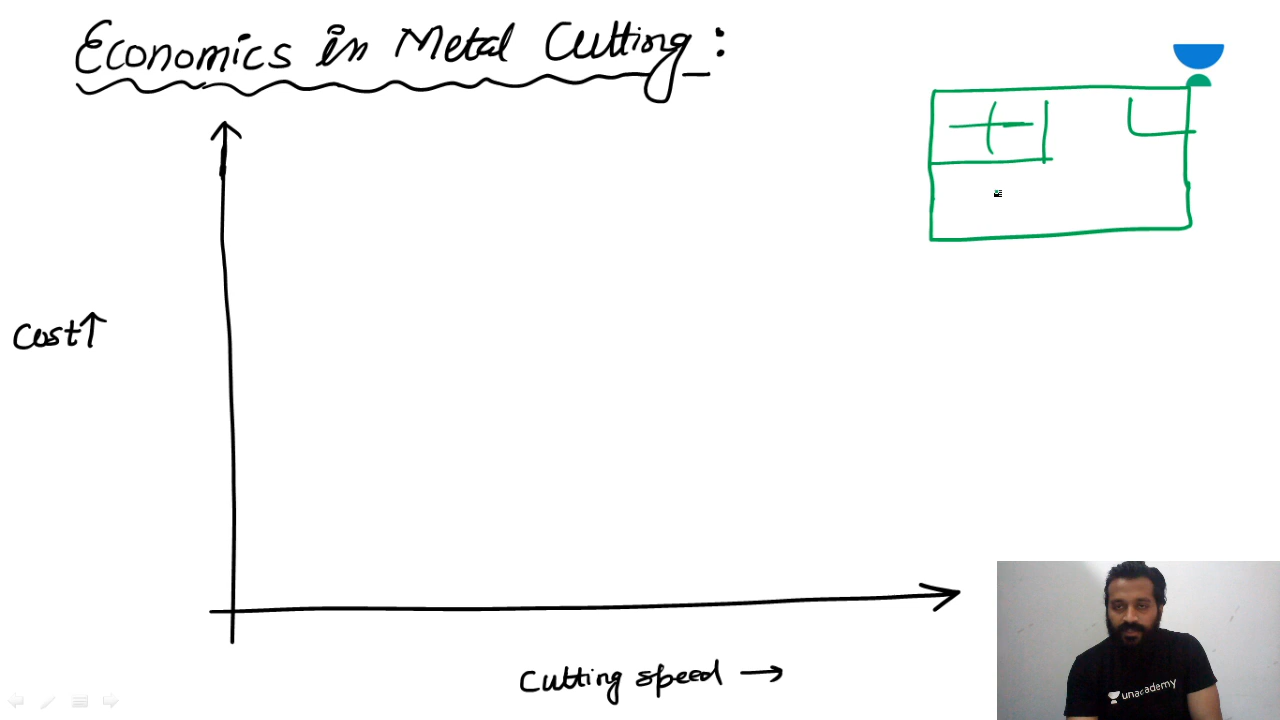 Economics in Metal Cutting :
Cost↑
Cutting speed →
unacademy